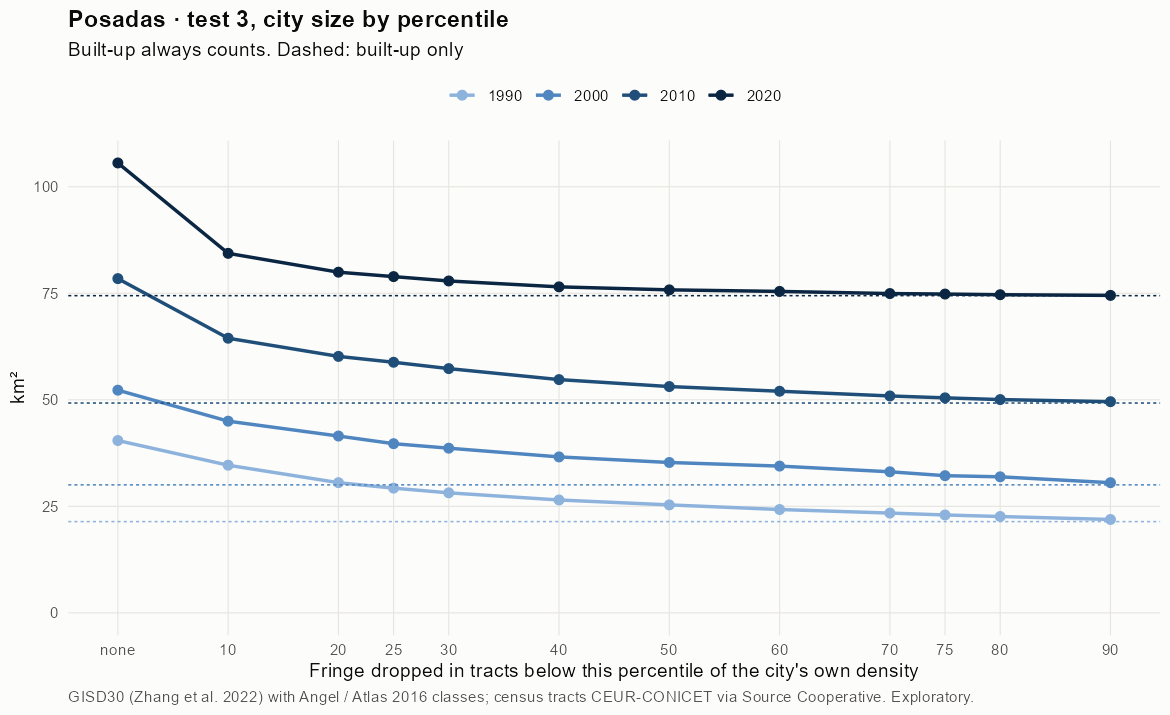 Posadas · test 3, city size by percentile
Built-up always counts. Dashed: built-up only
1990 2000 2010 2020
100
75
50
25
0
km²
none 10 20 25 30 40 50 60 70 75 80 90
Fringe dropped in tracts below this percentile of the city's own density
GISD30 (Zhang et al. 2022) with Angel / Atlas 2016 classes; census tracts CEUR-CONICET via Source Cooperative. Exploratory.